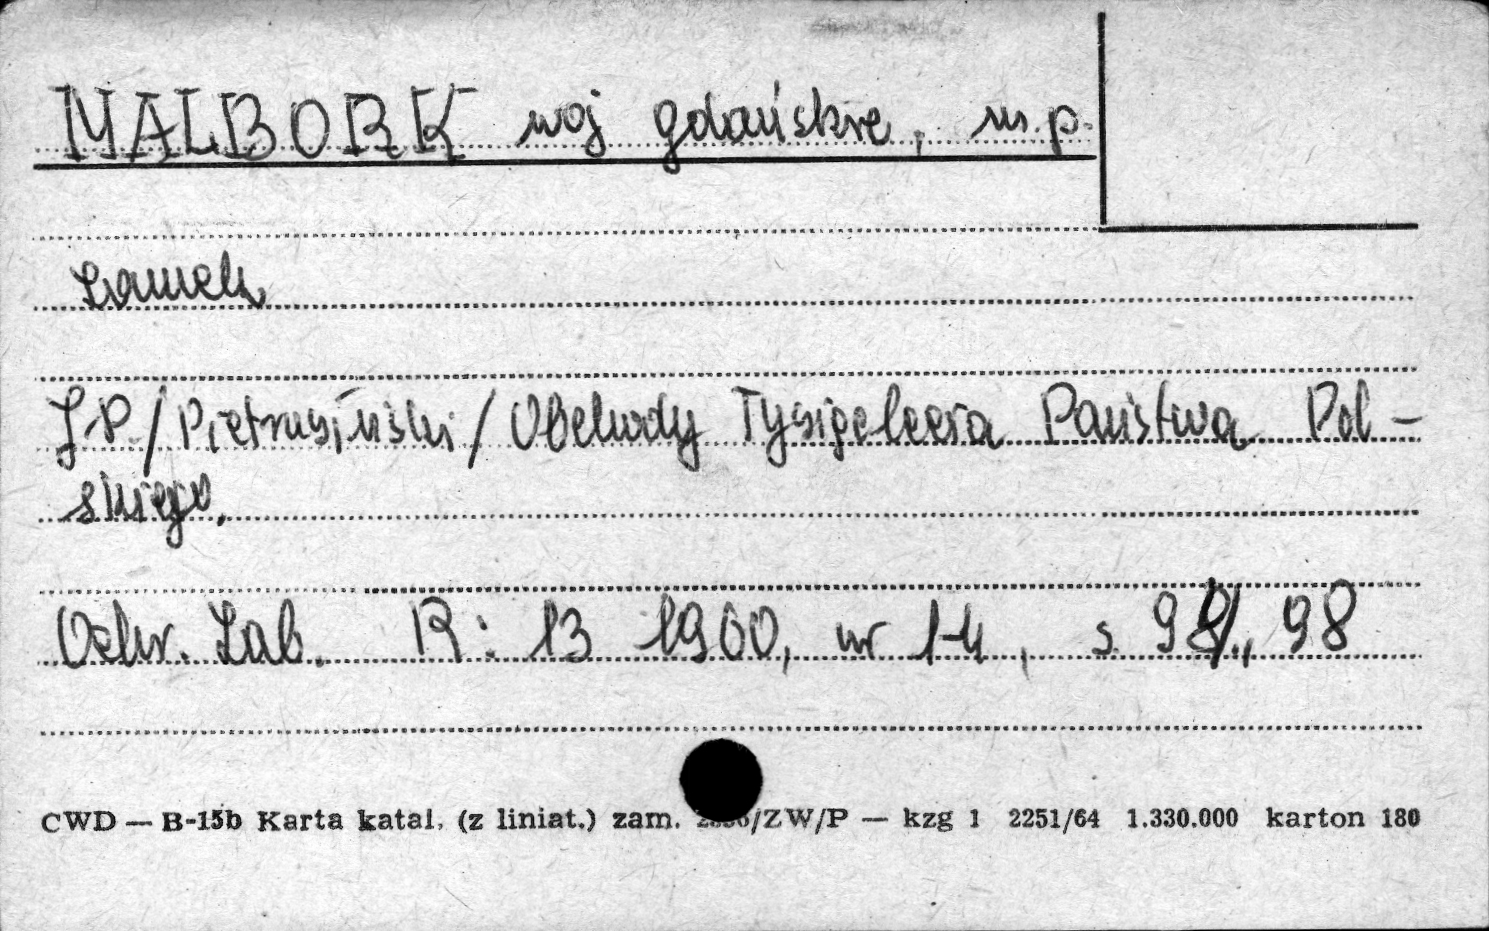 MALBORK woj gdańskie, m.p.
Zamek
J.P./Pietrusiński/Obchody Tysiąclecia Państwa Pol-
skiego.
Ochr. Zab. R: 13 1960, nr 1-4, s. 98., 98
CWD — B-15b Karta katal. (z liniat.) zam. /ZW/P — kzg 1 2251/64 1.330.000 karton 180